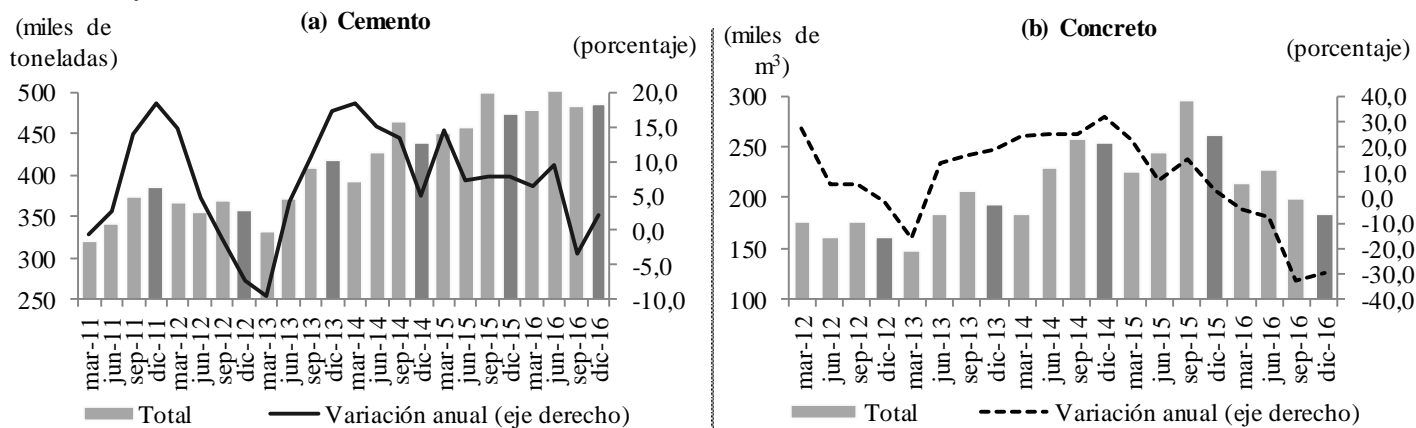 (a) Cemento
(miles de
toneladas)
(porcentaje)
500
450
400
350
300
250
20,0
15,0
10,0
5,0
0,0
-5,0
-10,0
mar-11
jun-11
sep-11
dic-11
mar-12
jun-12
sep-12
dic-12
mar-13
jun-13
sep-13
dic-13
mar-14
jun-14
sep-14
dic-14
mar-15
jun-15
sep-15
dic-15
mar-16
jun-16
sep-16
dic-16
Total
Variación anual (eje derecho)
(b) Concreto
(miles de
m³)
(porcentaje)
300
250
200
150
100
40,0
30,0
20,0
10,0
0,0
-10,0
-20,0
-30,0
-40,0
mar-12
jun-12
sep-12
dic-12
mar-13
jun-13
sep-13
dic-13
mar-14
jun-14
sep-14
dic-14
mar-15
jun-15
sep-15
dic-15
mar-16
jun-16
sep-16
dic-16
Total
Variación anual (eje derecho)